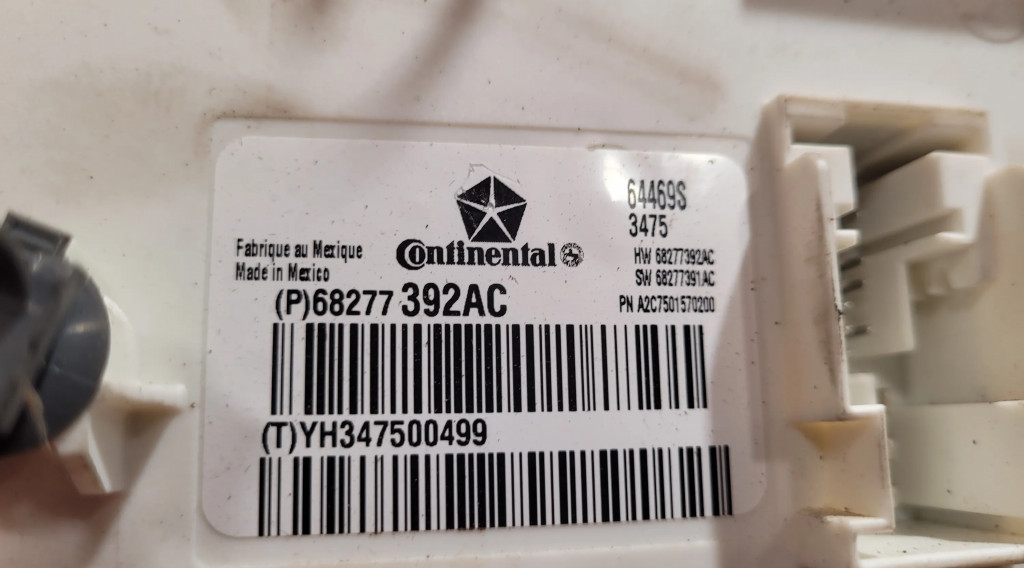 64469S
3475
Fabrique au Mexique
Made in Mexico
Continental
HW 68277392AC
SW 68277391AC
PN A2C7501570200
(P)68277 392AC
(T)YH347500499